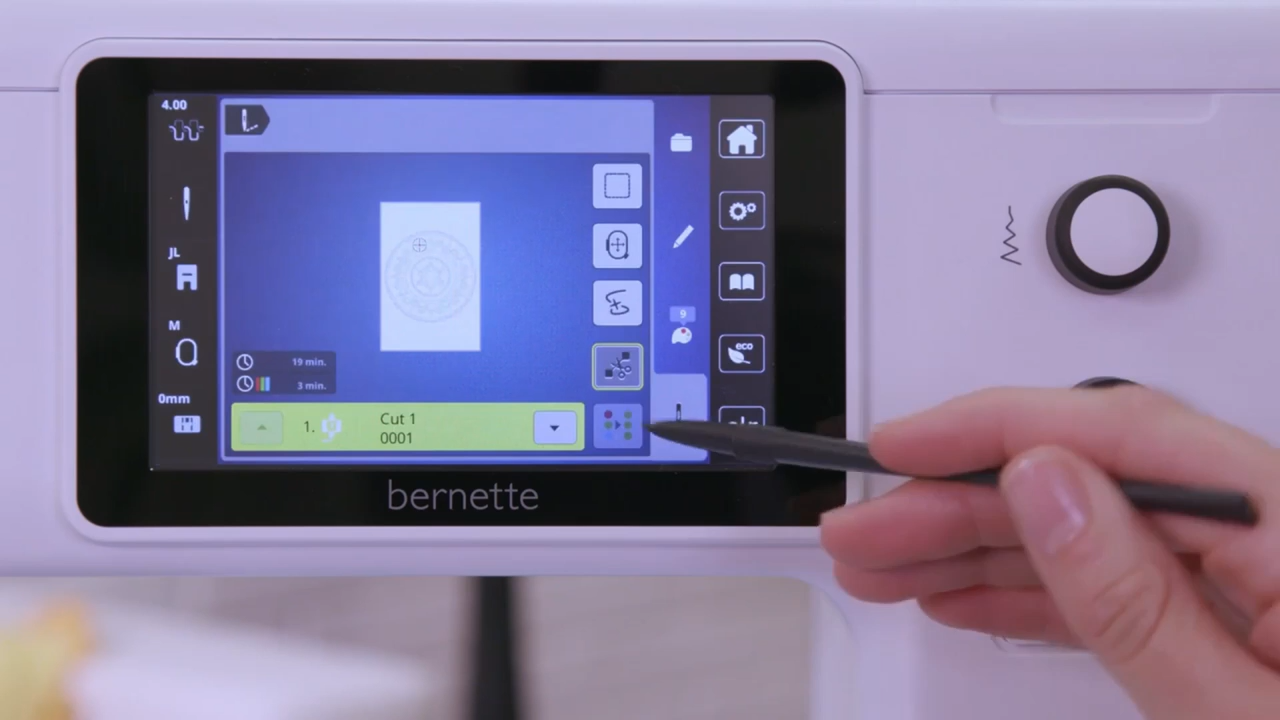 4.00
JL
M
0mm
19 min.
3 min.
1.
Cut 1
0001
9
eco
bernette